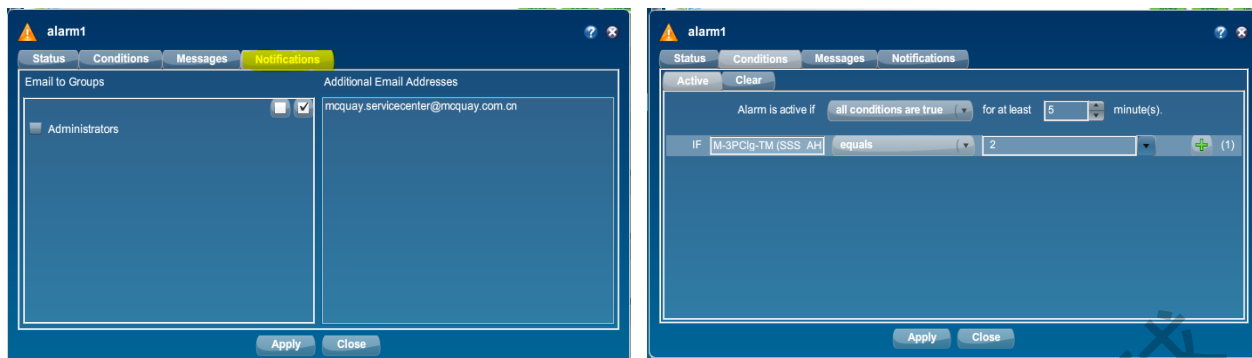 alarm1
Status Conditions Messages Notifications
Email to Groups
Additional Email Addresses
Administrators
mcquay.servicecenter@mcquay.com.cn
Apply Close
alarm1
Status Conditions Messages Notifications
Active Clear
Alarm is active if all conditions are true for at least 5 minute(s).
IF M-3PClg-TM (SSS AH equals 2 (1)
Apply Close